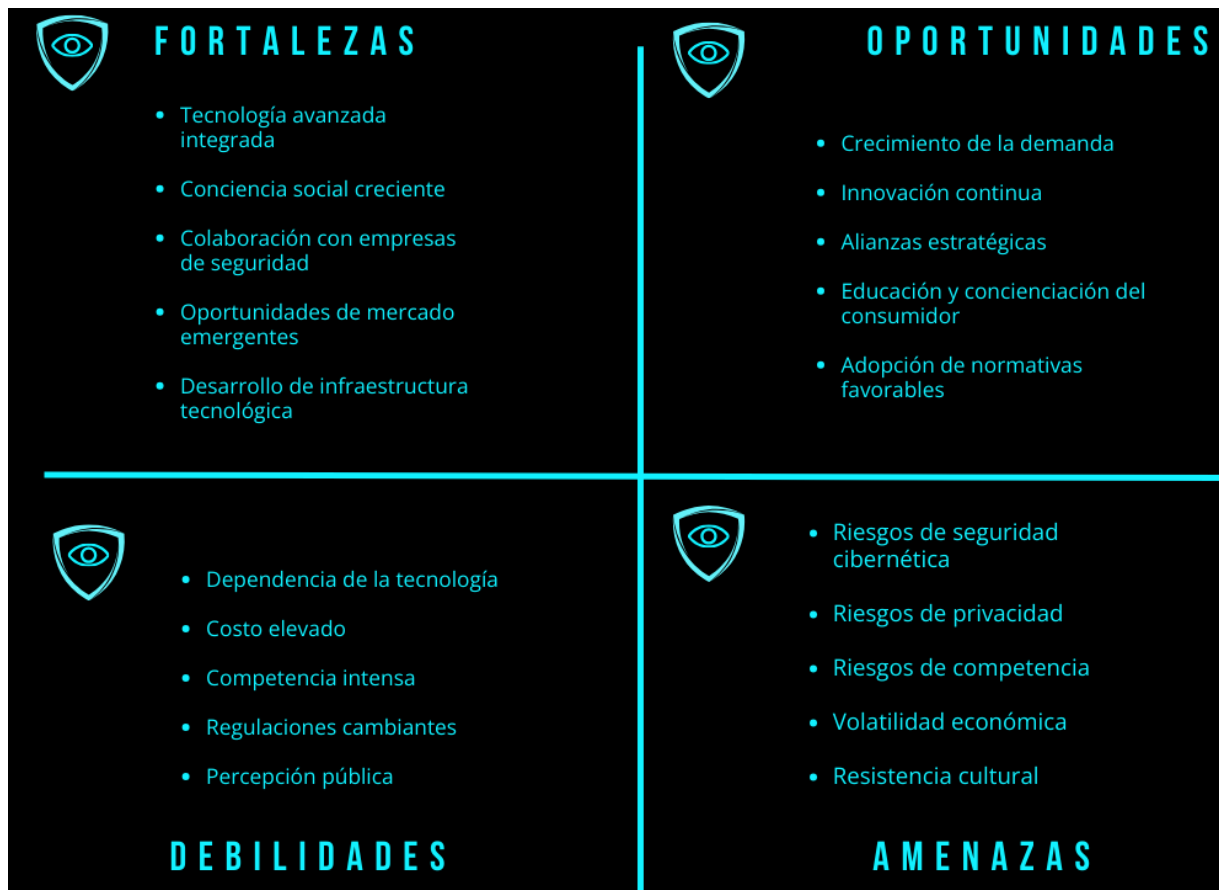 FORTALEZAS
• Tecnología avanzada
integrada
• Conciencia social creciente
• Colaboración con empresas
de seguridad
• Oportunidades de mercado
emergentes
• Desarrollo de infraestructura
tecnológica
OPORTUNIDADES
• Crecimiento de la demanda
• Innovación continua
• Alianzas estratégicas
• Educación y concienciación del
consumidor
• Adopción de normativas
favorables
• Dependencia de la tecnología
• Costo elevado
• Competencia intensa
• Regulaciones cambiantes
• Percepción pública
DEBILIDADES
• Riesgos de seguridad
cibernética
• Riesgos de privacidad
• Riesgos de competencia
• Volatilidad económica
• Resistencia cultural
AMENAZAS